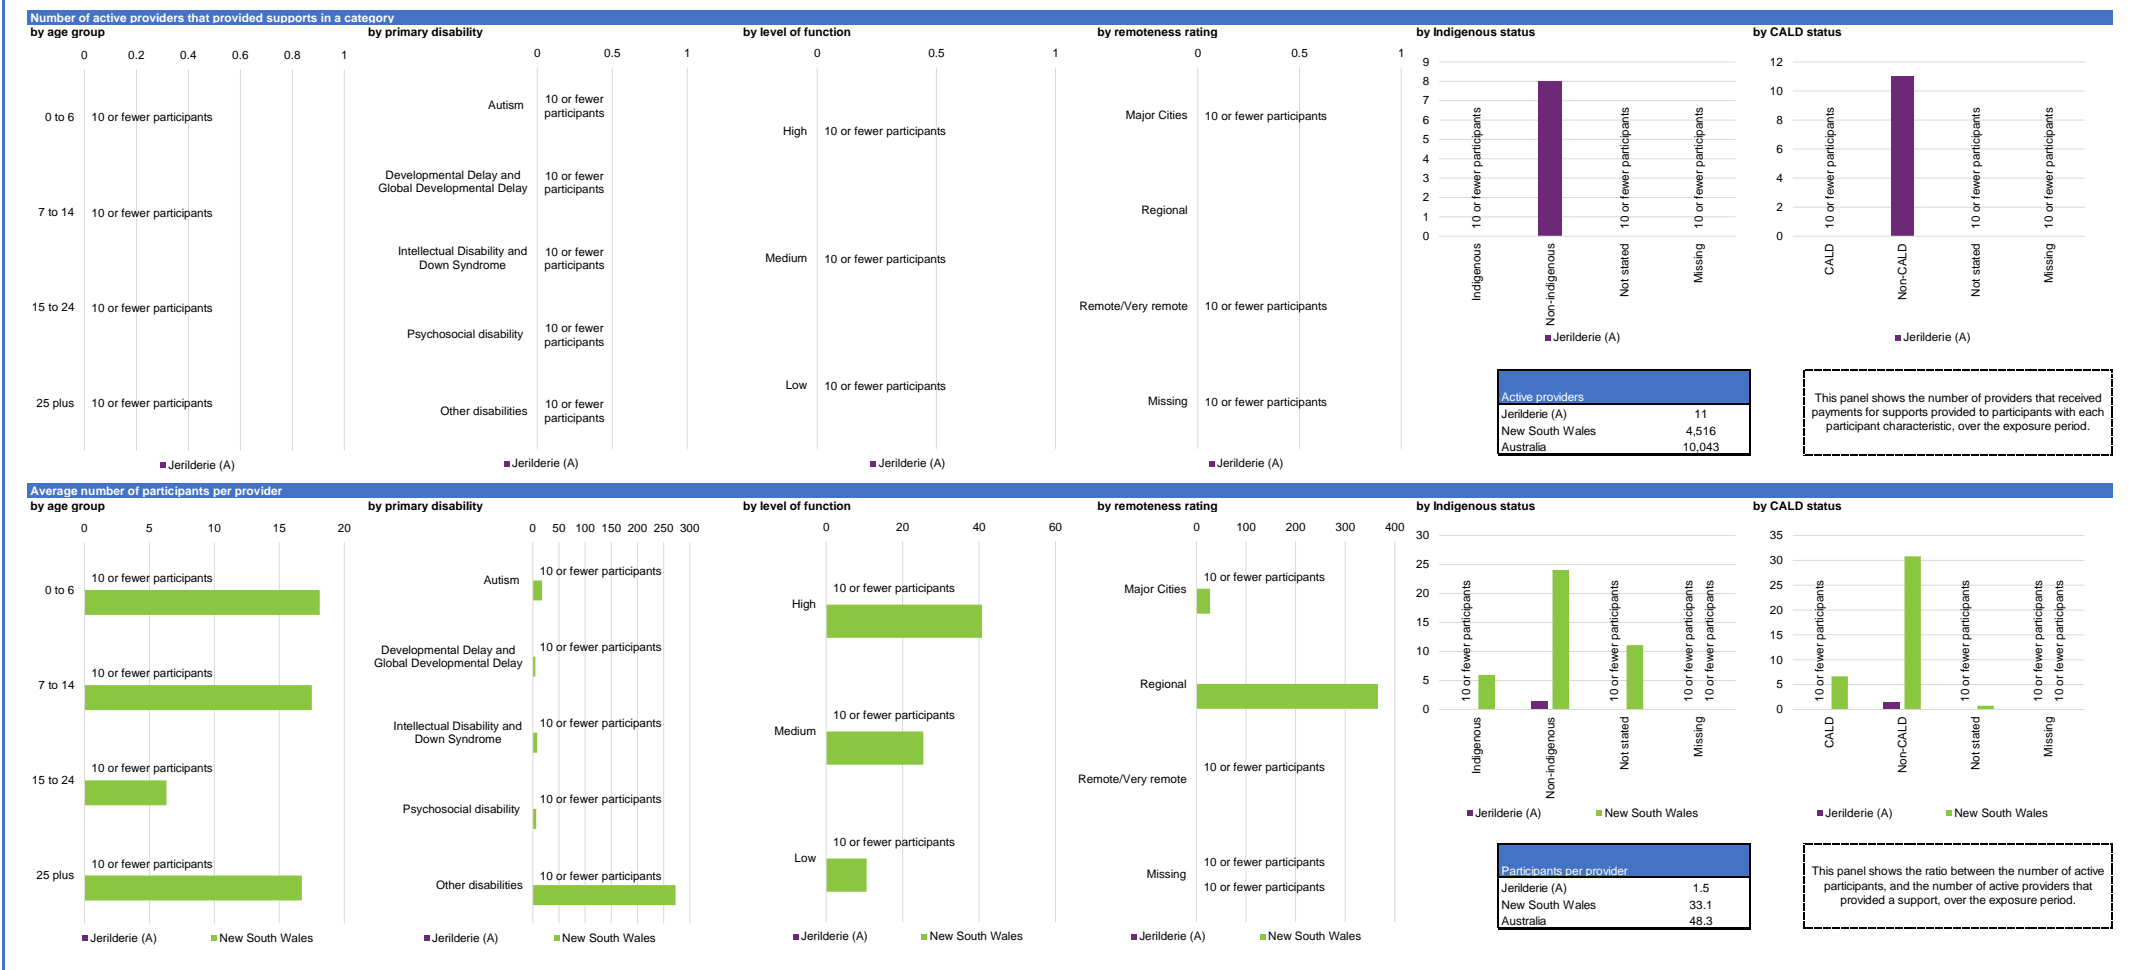 Number of active providers that provided supports in a category
by age group
0 0.2 0.4 0.6 0.8 1
0 to 6 10 or fewer participants
7 to 14 10 or fewer participants
15 to 24 10 or fewer participants
25 plus 10 or fewer participants
Jerilderie (A)
by primary disability
0 0.5 1
Autism 10 or fewer
participants
Developmental Delay and 10 or fewer
Global Developmental Delay participants
Intellectual Disability and 10 or fewer
Down Syndrome participants
Psychosocial disability 10 or fewer
participants
Other disabilities 10 or fewer
participants
Jerilderie (A)
by level of function
0 0.5 1
High 10 or fewer participants
Medium 10 or fewer participants
Low 10 or fewer participants
Jerilderie (A)
by remoteness rating
0 0.5 1
Major Cities 10 or fewer participants
Regional
Remote/Very remote 10 or fewer participants
Missing 10 or fewer participants
Jerilderie (A)
by Indigenous status
9
8
7
6
5
4
3
2
1
0
10 or fewer participants
10 or fewer participants
10 or fewer participants
Indigenous
Non-indigenous
Not stated
Missing
Jerilderie (A)
by CALD status
12
10
8
6
4
2
0
10 or fewer participants
10 or fewer participants
10 or fewer participants
CALD
Non-CALD
Not stated
Missing
Jerilderie (A)
Active providers
Jerilderie (A) 11
New South Wales 4,516
Australia 10,043
This panel shows the number of providers that received
payments for supports provided to participants with each
participant characteristic, over the exposure period.
Average number of participants per provider
by age group
0 5 10 15 20
10 or fewer participants
0 to 6
10 or fewer participants
7 to 14
10 or fewer participants
15 to 24
10 or fewer participants
25 plus
Jerilderie (A) New South Wales
by primary disability
0 50 100 150 200 250 300
10 or fewer participants
Autism
10 or fewer participants
Developmental Delay and
Global Developmental Delay
10 or fewer participants
Intellectual Disability and
Down Syndrome
10 or fewer participants
Psychosocial disability
10 or fewer participants
Other disabilities
Jerilderie (A) New South Wales
by level of function
0 20 40 60
10 or fewer participants
High
10 or fewer participants
Medium
10 or fewer participants
Low
Jerilderie (A) New South Wales
by remoteness rating
0 100 200 300 400
10 or fewer participants
Major Cities
Regional
10 or fewer participants
Remote/Very remote
10 or fewer participants
Missing
10 or fewer participants
Jerilderie (A) New South Wales
by Indigenous status
30
25
20
15
10
5
0
10 or fewer participants
10 or fewer participants
10 or fewer participants
10 or fewer participants
Indigenous
Non-indigenous
Not stated
Missing
Jerilderie (A) New South Wales
by CALD status
35
30
25
20
15
10
5
0
10 or fewer participants
10 or fewer participants
10 or fewer participants
10 or fewer participants
CALD
Non-CALD
Not stated
Missing
Jerilderie (A) New South Wales
Participants per provider
Jerilderie (A) 1.5
New South Wales 33.1
Australia 48.3
This panel shows the ratio between the number of active
participants, and the number of active providers that
provided a support, over the exposure period.